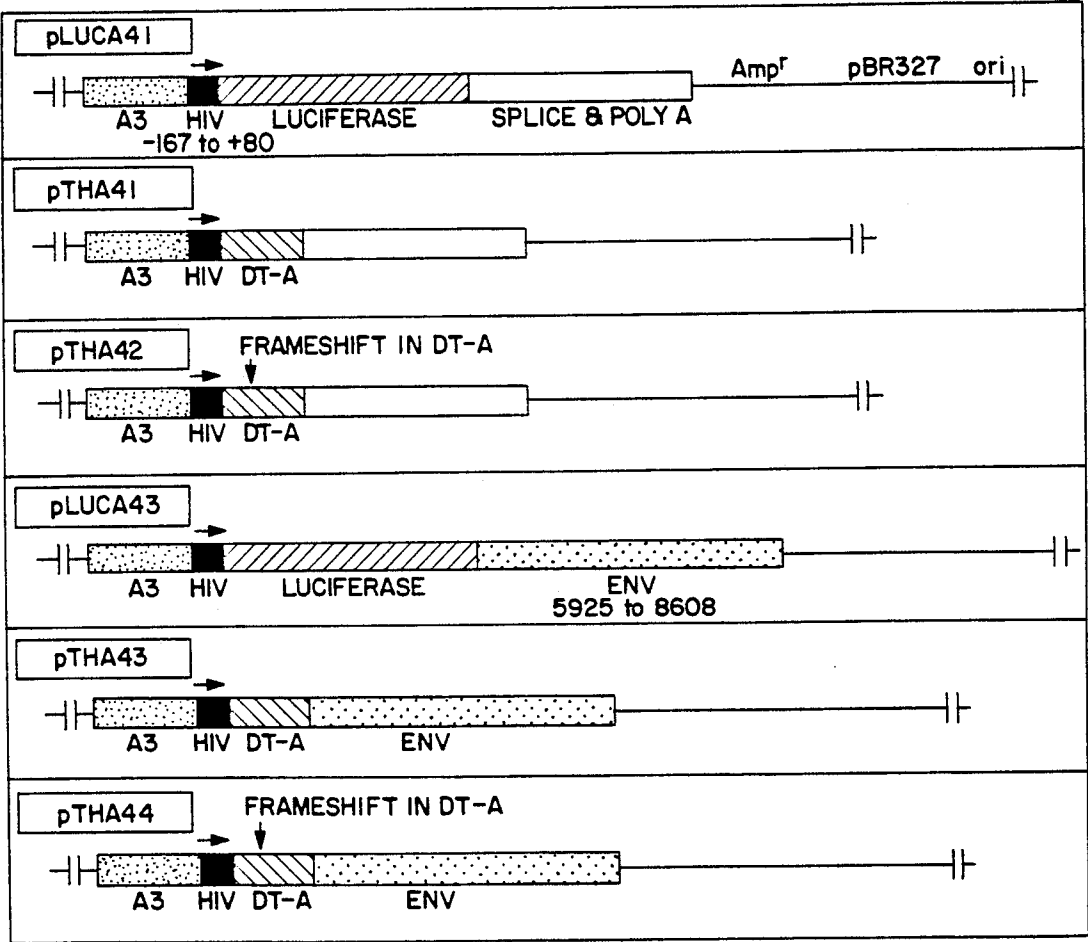 pLUCA41
Ampʳ pBR327 ori
A3 HIV LUCIFERASE SPLICE & POLY A
-167 to +80
pTHA41
A3 HIV DT-A
pTHA42
FRAMESHIFT IN DT-A
A3 HIV DT-A
pLUCA43
A3 HIV LUCIFERASE ENV
5925 to 8608
pTHA43
A3 HIV DT-A ENV
pTHA44
FRAMESHIFT IN DT-A
A3 HIV DT-A ENV